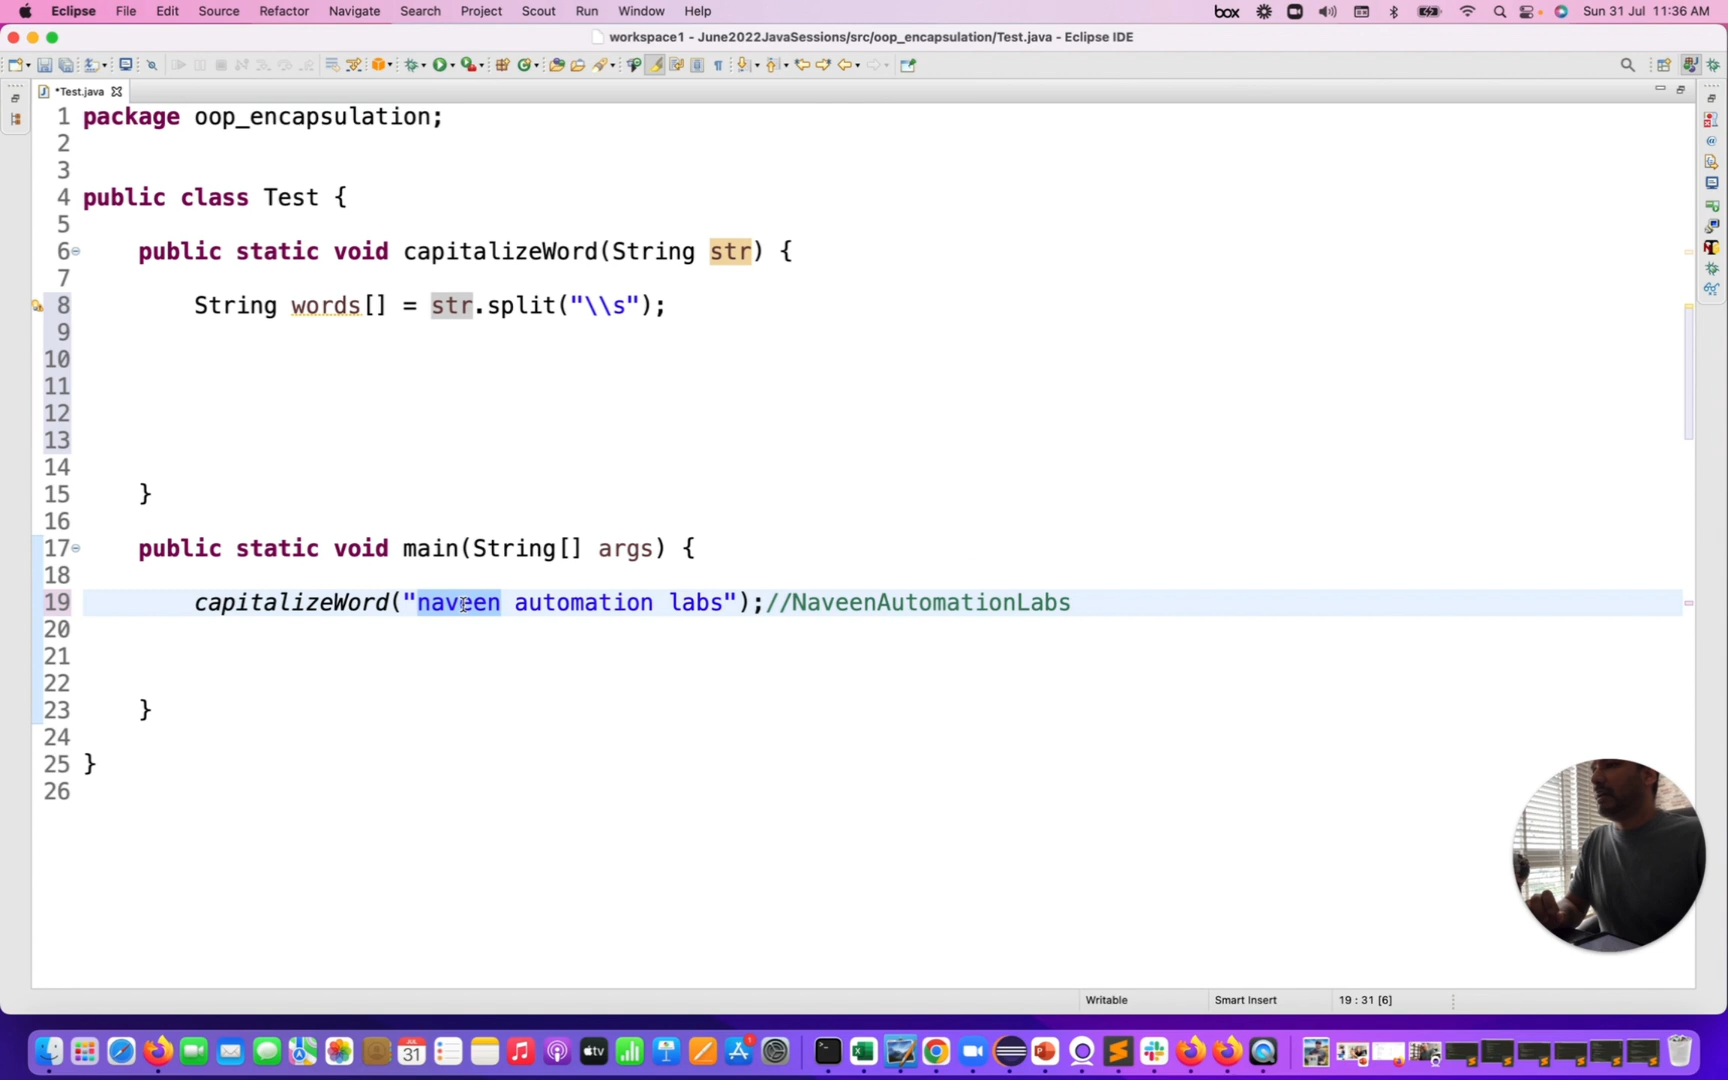 Eclipse File Edit Source Refactor Navigate Search Project Scout Run Window Help box Sun 31 Jul 11:36 AM
workspace1 - June2022JavaSessions/src/oop_encapsulation/Test.java - Eclipse IDE
*Test.java
1 package oop_encapsulation;
2
3
4 public class Test {
5
6 public static void capitalizeWord(String str) {
7
8 String words[] = str.split("\\s");
9
10
11
12
13
14
15 }
16
17 public static void main(String[] args) {
18
19 capitalizeWord("naveen automation labs");//NaveenAutomationLabs
20
21
22
23 }
24
25 }
26
Writable Smart Insert 19 : 31 [6]